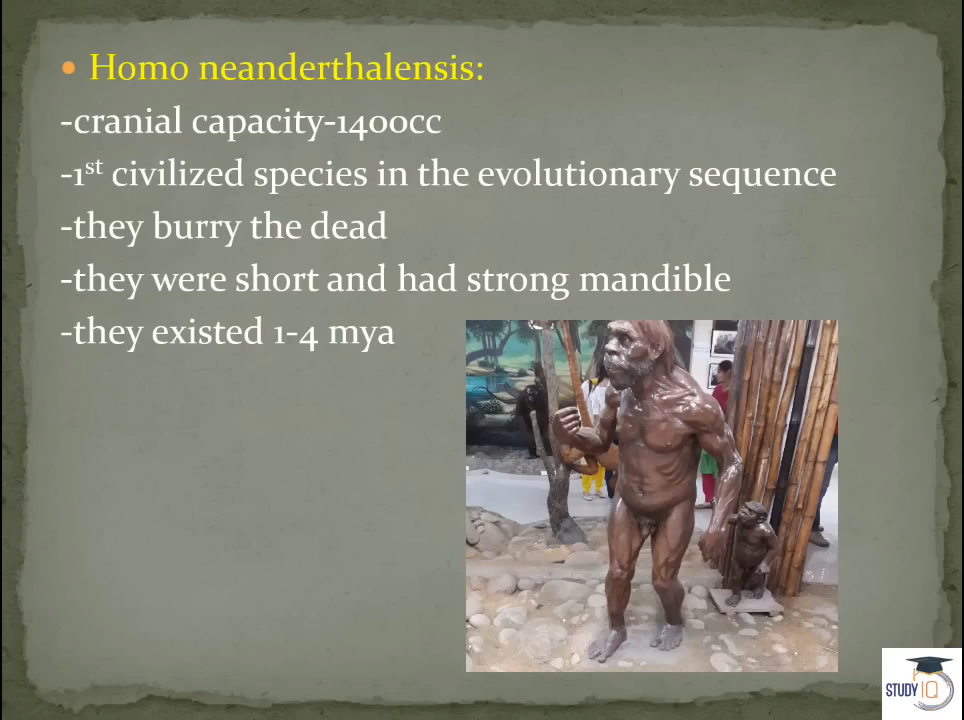 Homo neanderthalensis:
-cranial capacity-1400cc
-1st civilized species in the evolutionary sequence
-they burry the dead
-they were short and had strong mandible
-they existed 1-4 mya
STUDY IQ